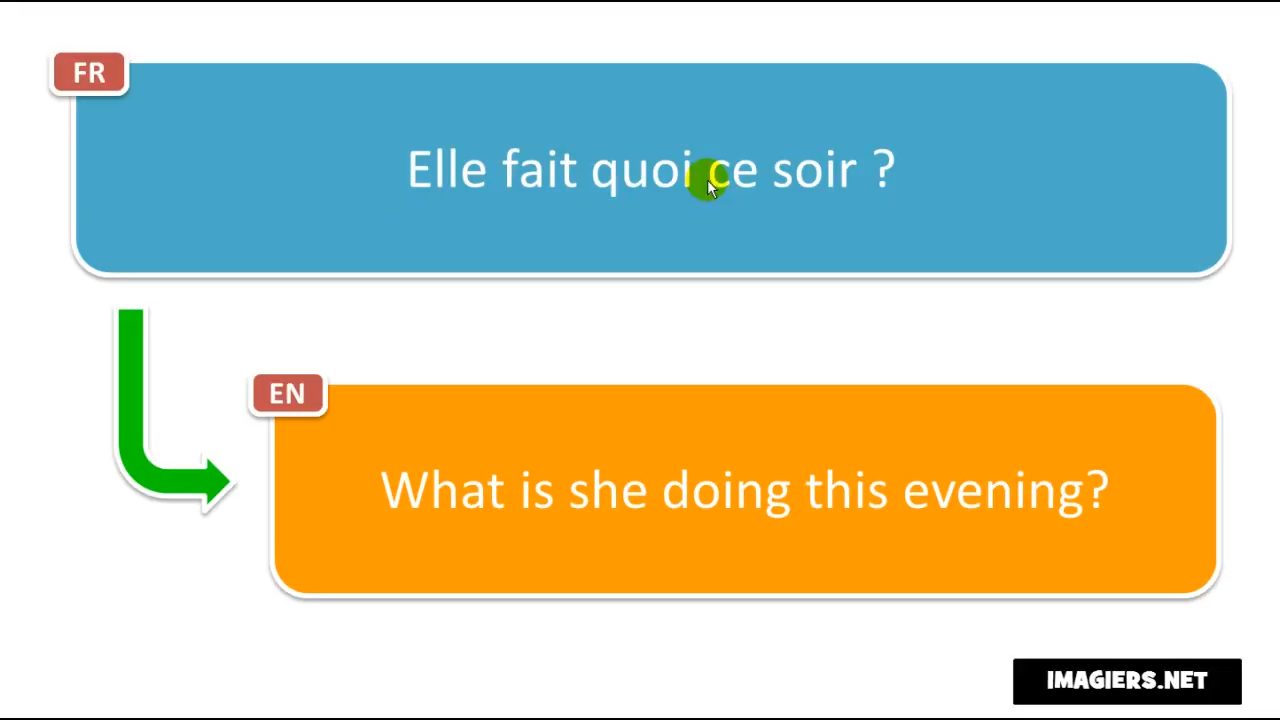 FR
Elle fait quoi ce soir ?
EN
What is she doing this evening?
IMAGIERS.NET